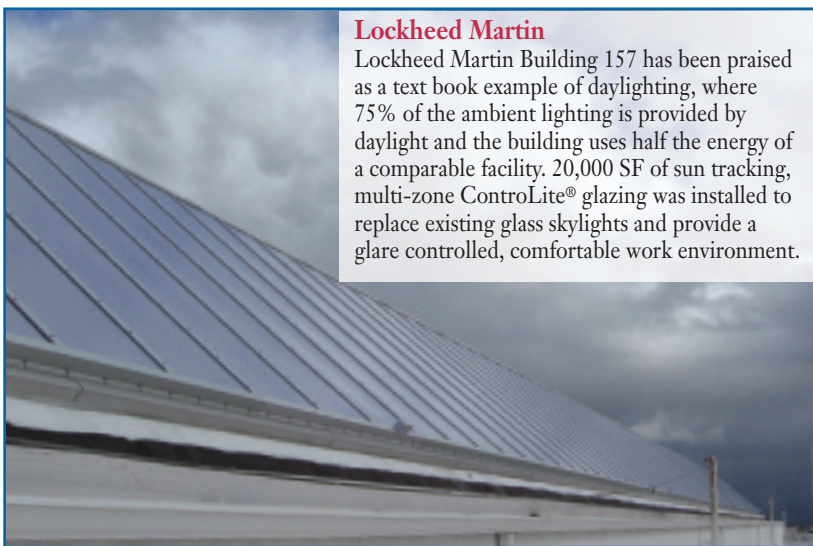 Lockheed Martin
Lockheed Martin Building 157 has been praised
as a text book example of daylighting, where
75% of the ambient lighting is provided by
daylight and the building uses half the energy of
a comparable facility. 20,000 SF of sun tracking,
multi-zone ControLite® glazing was installed to
replace existing glass skylights and provide a
glare controlled, comfortable work environment.